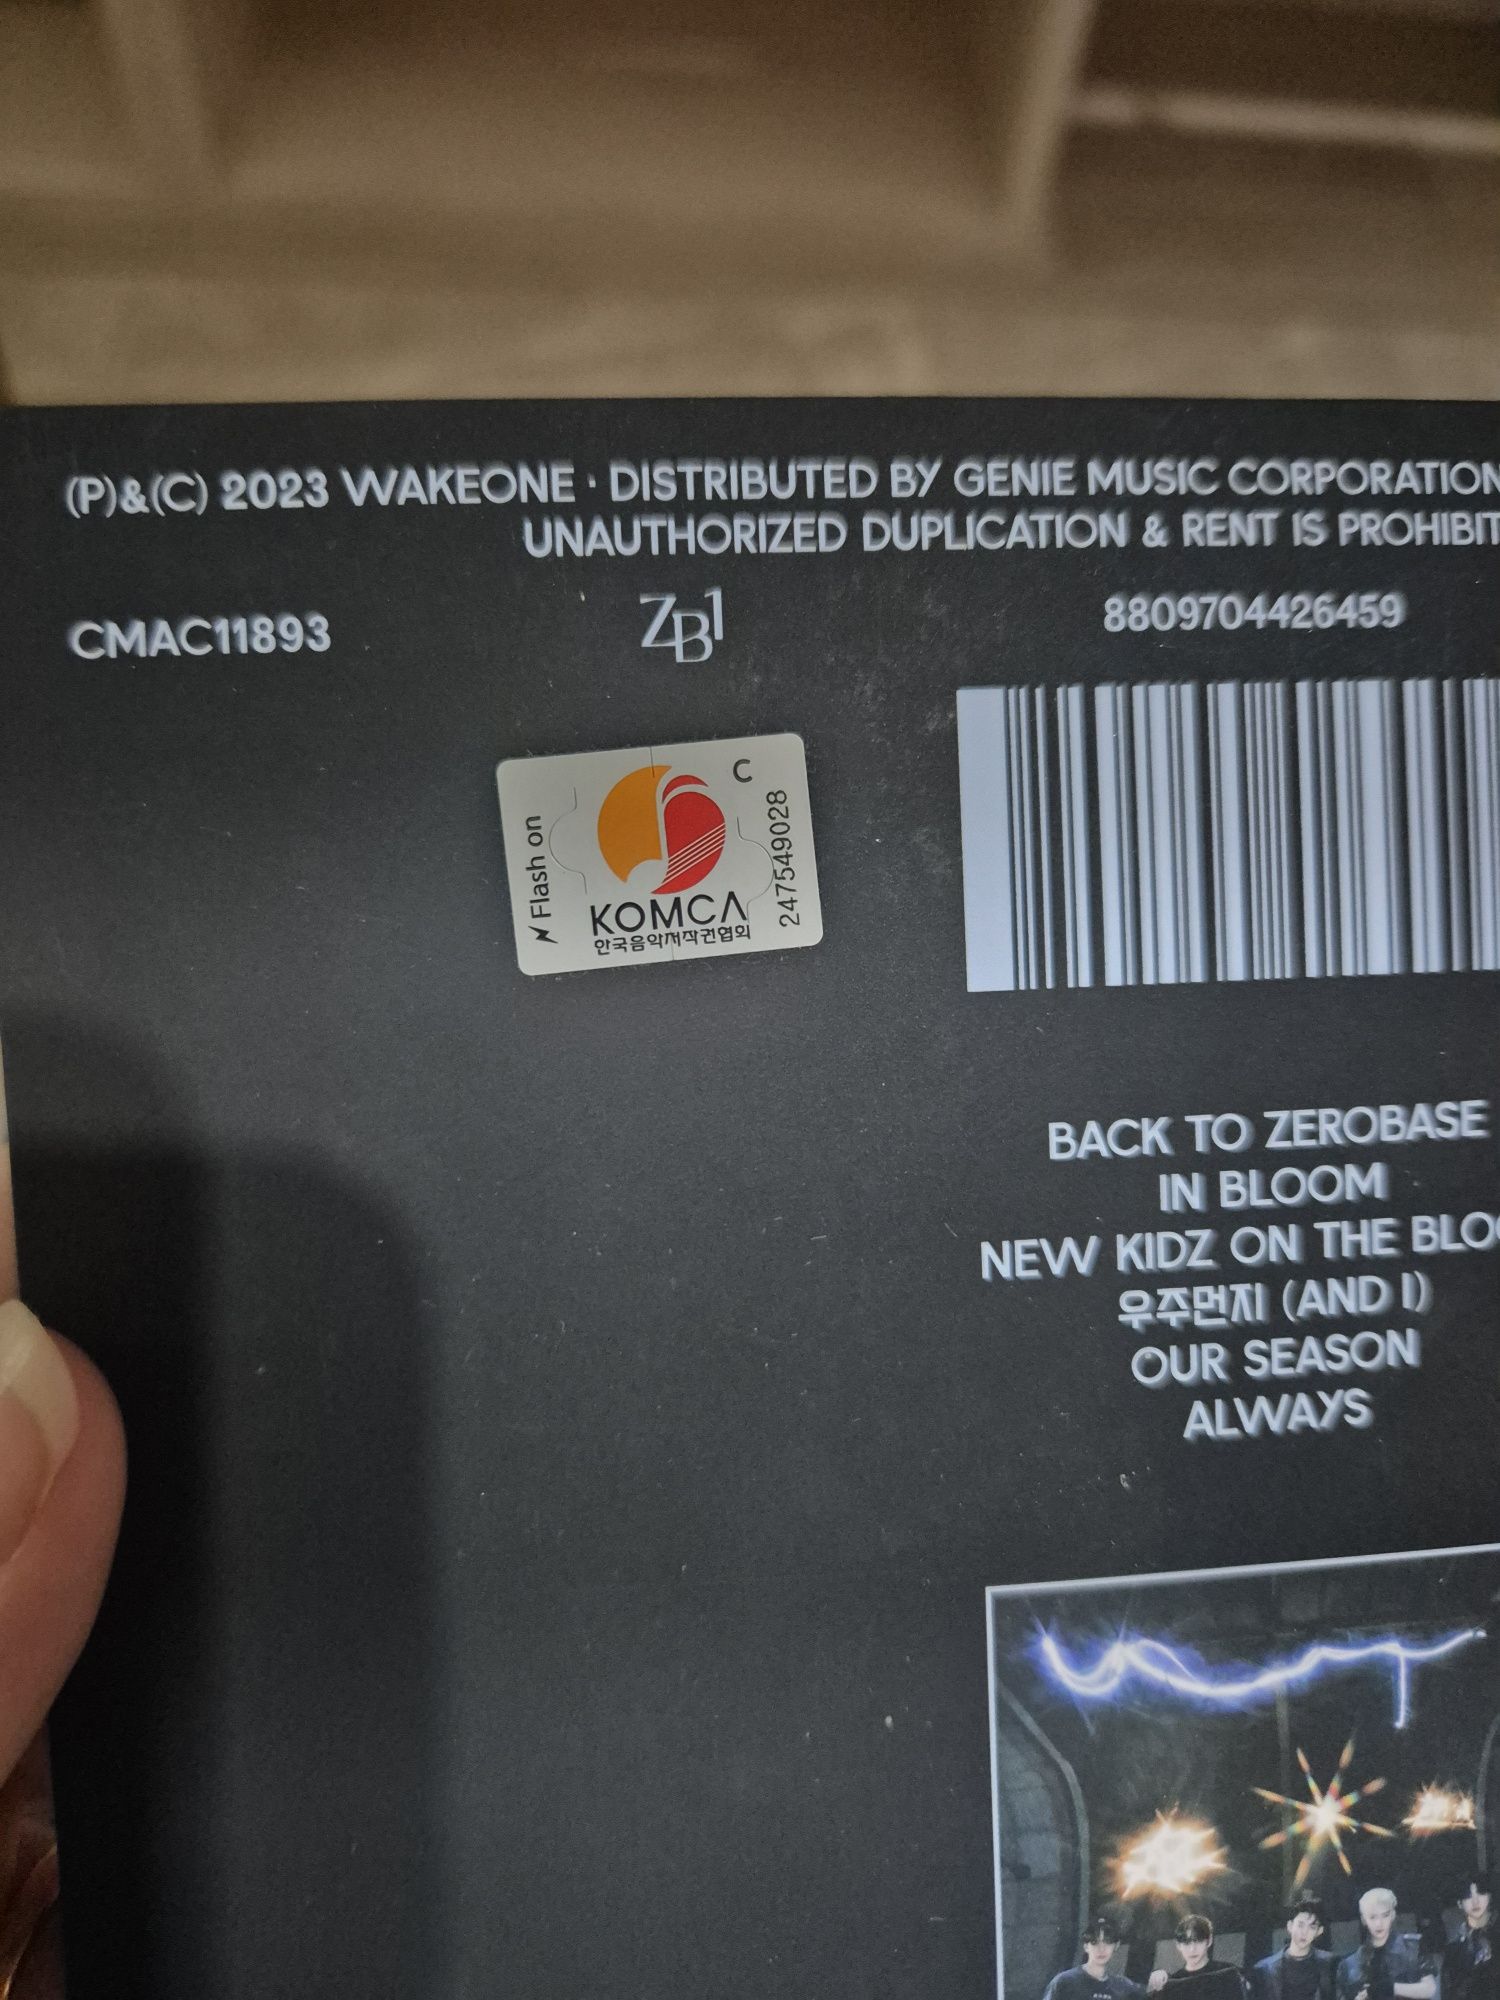 (P)&(C) 2023 WAKEONE · DISTRIBUTED BY GENIE MUSIC CORPORATION
UNAUTHORIZED DUPLICATION & RENT IS PROHIBIT
CMAC11893
ZB1
8809704426459
Flash on
C
247549028
KOMCA
한국음악저작권협회
BACK TO ZEROBASE
IN BLOOM
NEW KIDZ ON THE BLO
우주먼지 (AND I)
OUR SEASON
ALWAYS